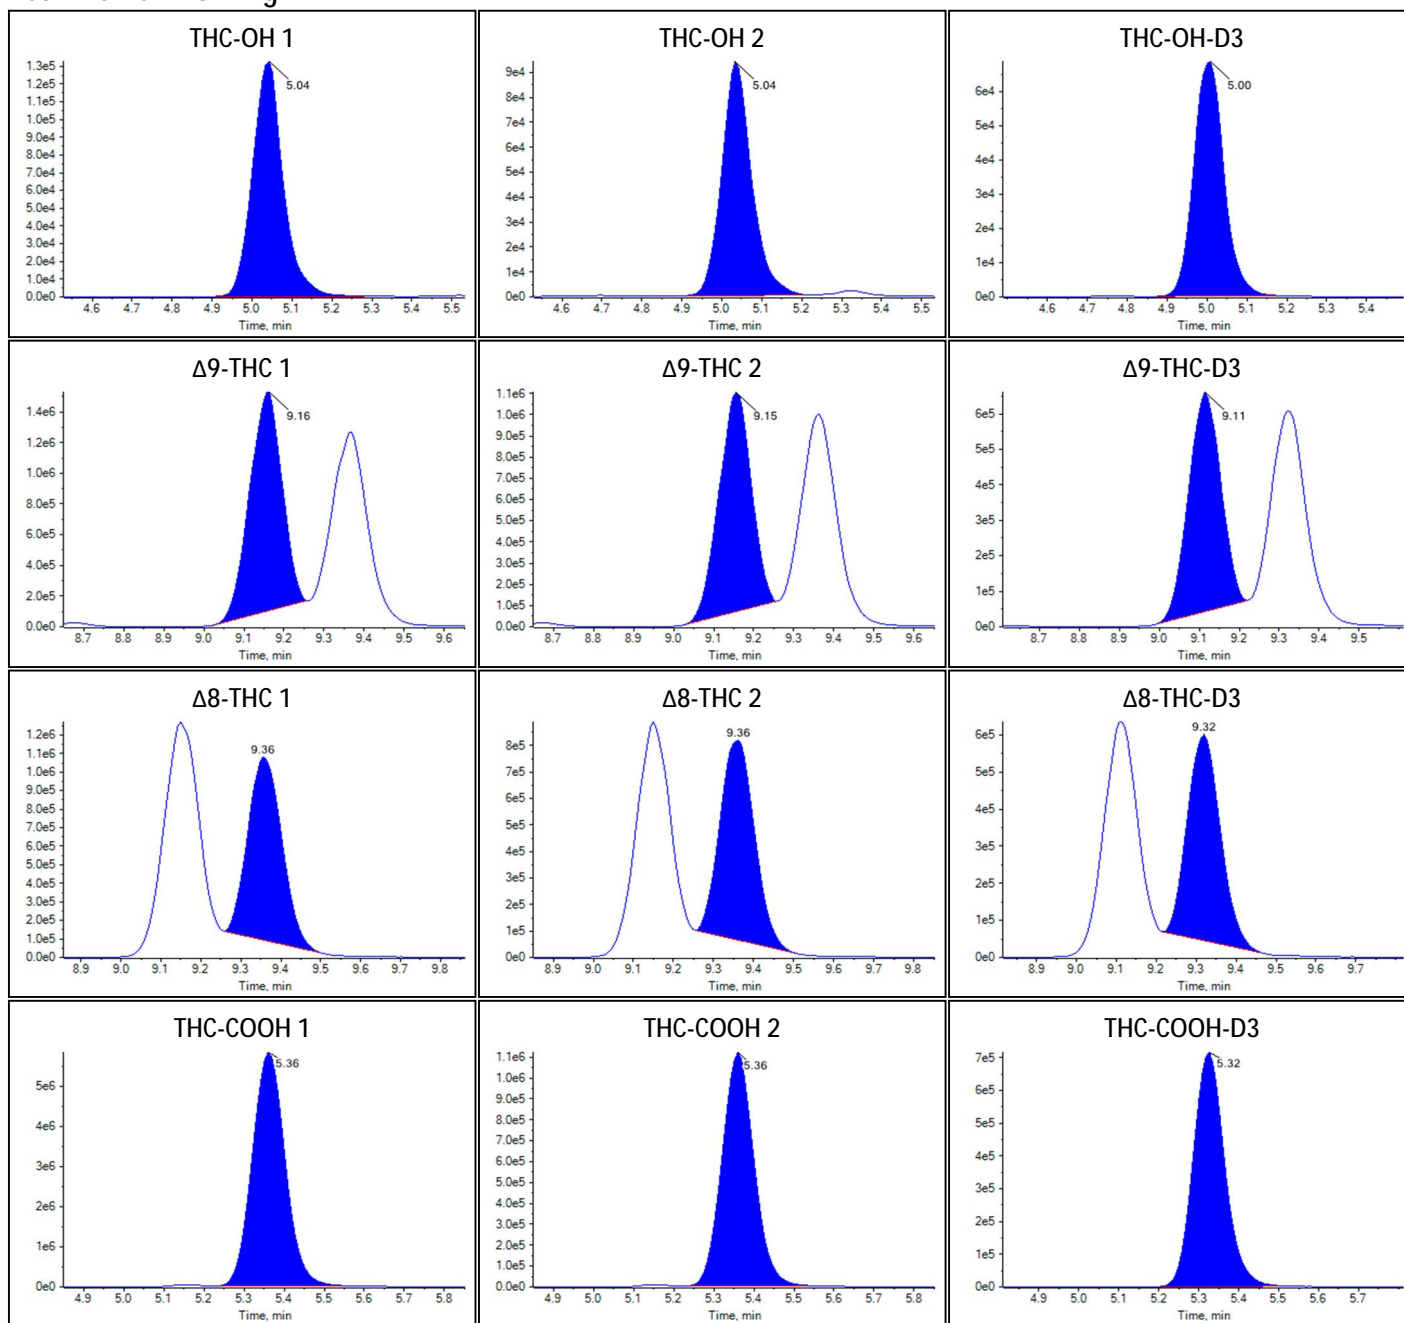 THC-OH 1
1.3e5
1.2e5
1.1e5
1.0e5
9.0e4
8.0e4
7.0e4
6.0e4
5.0e4
4.0e4
3.0e4
2.0e4
1.0e4
0.0e0
5.04
4.6 4.7 4.8 4.9 5.0 5.1 5.2 5.3 5.4 5.5
Time, min
THC-OH 2
9e4
8e4
7e4
6e4
5e4
4e4
3e4
2e4
1e4
0e0
5.04
4.6 4.7 4.8 4.9 5.0 5.1 5.2 5.3 5.4 5.5
Time, min
THC-OH-D3
6e4
5e4
4e4
3e4
2e4
1e4
0e0
5.00
4.6 4.7 4.8 4.9 5.0 5.1 5.2 5.3 5.4
Time, min
Δ9-THC 1
1.4e6
1.2e6
1.0e6
8.0e5
6.0e5
4.0e5
2.0e5
0.0e0
9.16
8.7 8.8 8.9 9.0 9.1 9.2 9.3 9.4 9.5 9.6
Time, min
Δ9-THC 2
1.1e6
1.0e6
9.0e5
8.0e5
7.0e5
6.0e5
5.0e5
4.0e5
3.0e5
2.0e5
1.0e5
0.0e0
9.15
8.7 8.8 8.9 9.0 9.1 9.2 9.3 9.4 9.5 9.6
Time, min
Δ9-THC-D3
6e5
5e5
4e5
3e5
2e5
1e5
0e0
9.11
8.7 8.8 8.9 9.0 9.1 9.2 9.3 9.4 9.5
Time, min
Δ8-THC 1
1.2e6
1.1e6
1.0e6
9.0e5
8.0e5
7.0e5
6.0e5
5.0e5
4.0e5
3.0e5
2.0e5
1.0e5
0.0e0
9.36
8.9 9.0 9.1 9.2 9.3 9.4 9.5 9.6 9.7 9.8
Time, min
Δ8-THC 2
8e5
7e5
6e5
5e5
4e5
3e5
2e5
1e5
0e0
9.36
8.9 9.0 9.1 9.2 9.3 9.4 9.5 9.6 9.7 9.8
Time, min
Δ8-THC-D3
6e5
5e5
4e5
3e5
2e5
1e5
0e0
9.32
8.9 9.0 9.1 9.2 9.3 9.4 9.5 9.6 9.7
Time, min
THC-COOH 1
5e6
4e6
3e6
2e6
1e6
0e0
5.36
4.9 5.0 5.1 5.2 5.3 5.4 5.5 5.6 5.7 5.8
Time, min
THC-COOH 2
1.1e6
1.0e6
9.0e5
8.0e5
7.0e5
6.0e5
5.0e5
4.0e5
3.0e5
2.0e5
1.0e5
0.0e0
5.36
4.9 5.0 5.1 5.2 5.3 5.4 5.5 5.6 5.7 5.8
Time, min
THC-COOH-D3
7e5
6e5
5e5
4e5
3e5
2e5
1e5
0e0
5.32
4.9 5.0 5.1 5.2 5.3 5.4 5.5 5.6 5.7
Time, min